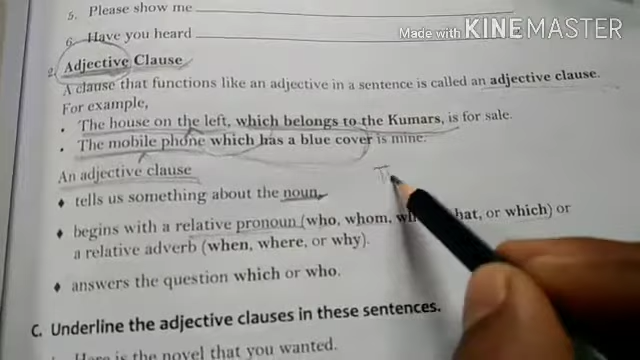 5. Please show me
Made with KINEMASTER
6. Have you heard
2. Adjective Clause
A clause that functions like an adjective in a sentence is called an adjective clause.
For example,
• The house on the left, which belongs to the Kumars, is for sale.
• The mobile phone which has a blue cover is mine.
An adjective clause
♦ tells us something about the noun.
♦ begins with a relative pronoun (who, whom, hat, or which) or
a relative adverb (when, where, or why).
♦ answers the question which or who.
C. Underline the adjective clauses in these sentences.
1. Here is the novel that you wanted.